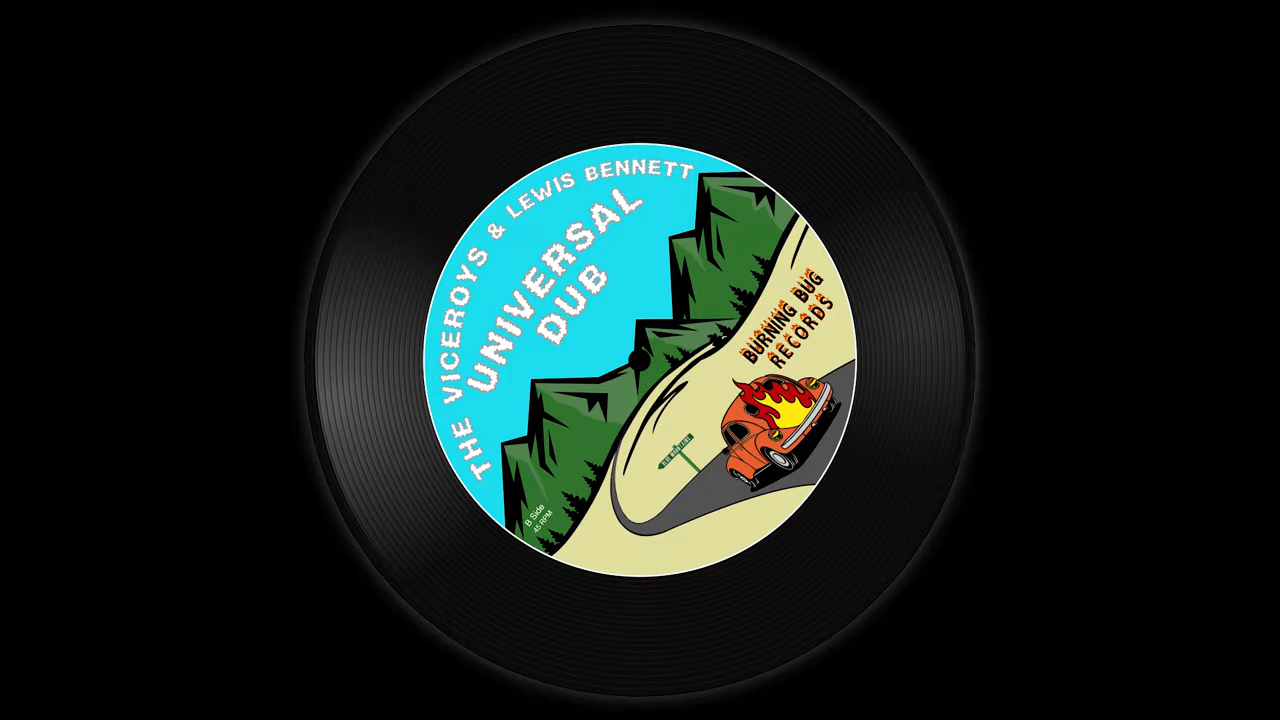 THE VICEROYS & LEWIS BENNETT
UNIVERSAL
DUB
BURNING BUG
RECORDS
B Side
45 RPM